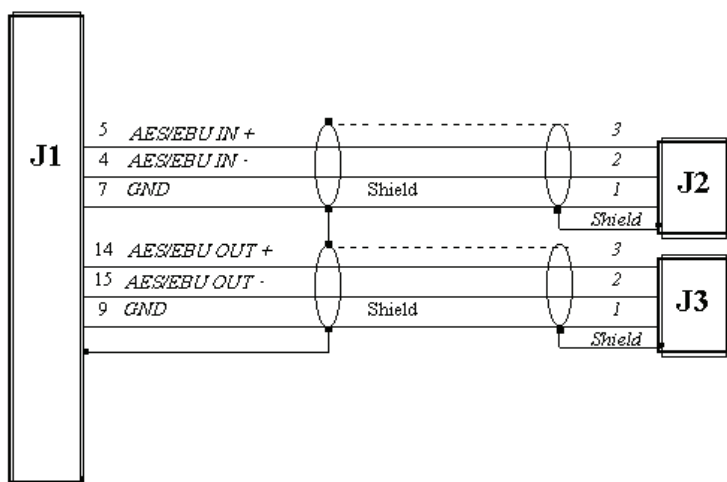 J1
5 AES/EBU IN + 3
4 AES/EBU IN - 2
7 GND Shield 1
Shield
J2
14 AES/EBU OUT + 3
15 AES/EBU OUT - 2
9 GND Shield 1
Shield
J3